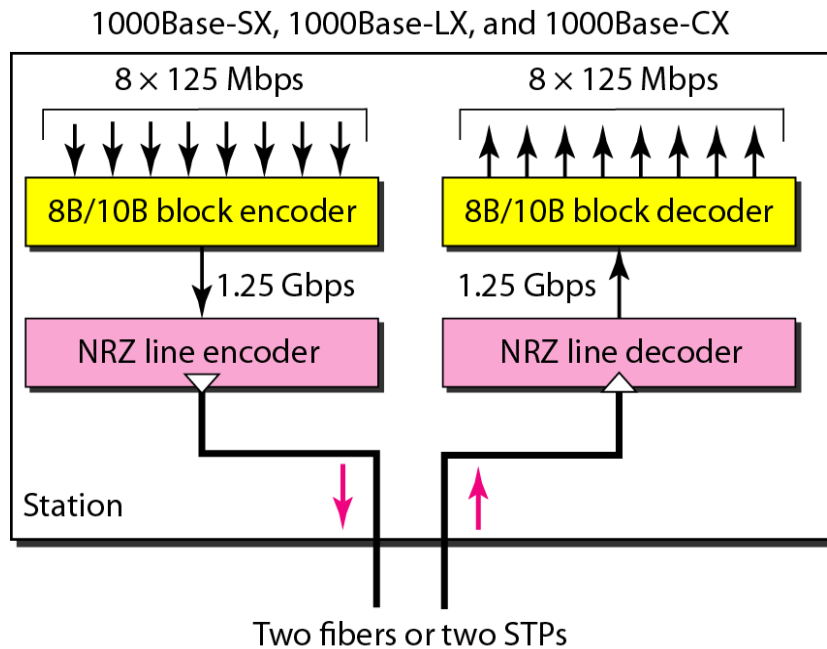 1000Base-SX, 1000Base-LX, and 1000Base-CX
8 × 125 Mbps
8 × 125 Mbps
8B/10B block encoder
8B/10B block decoder
1.25 Gbps
1.25 Gbps
NRZ line encoder
NRZ line decoder
Station
Two fibers or two STPs